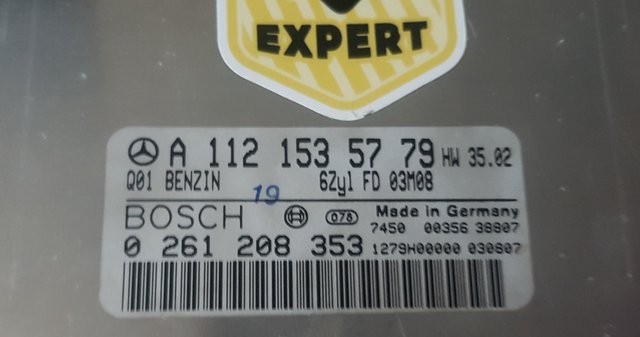 EXPERT
A 112 153 57 79 HW 35.02
Q01 BENZIN 6Zyl FD 03M08
19
BOSCH 078 Made in Germany
7450 00356 38807
0 261 208 353 1279H00000 030807